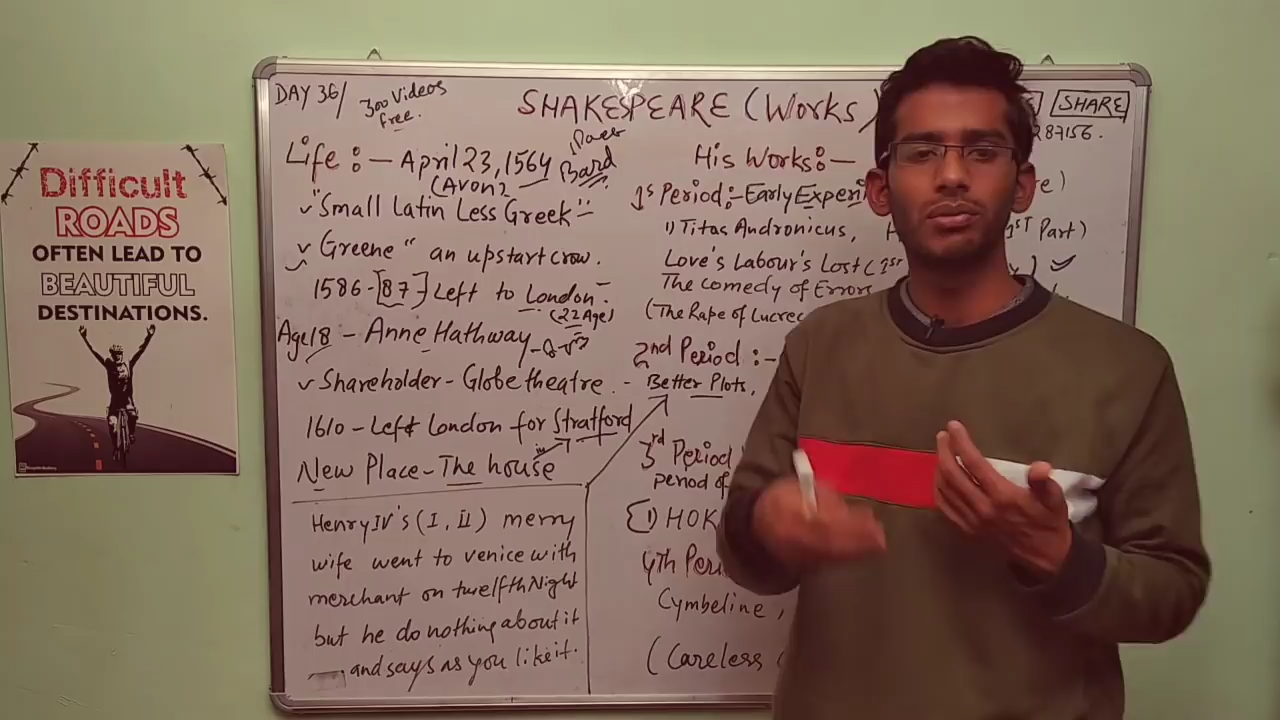 Difficult
ROADS
OFTEN LEAD TO
BEAUTIFUL
DESTINATIONS.
DAY 36/
300 Videos
free.
SHAKESPEARE (Works)
SHARE
87156.
Life :- April 23, 1564 Bard
(Avon)
✓ "Small Latin Less Greek"-
✓ Greene "an upstart crow.
1586-[87] Left to London-
(22 Age)
Age 18 - Anne Hathway
✓ Shareholder - Globe theatre.
1610 - Left London for Stratford
New Place - The house
Henry IV's (I, II) merry
wife went to venice with
merchant on twelfth Night
but he do nothing about it
and says as you like it.
His Works :-
1st Period :- Early Experi
1) Titas Andronicus, st Part)
Love's Labour's Lost (1st
The comedy of Errors
(The Rape of Lucrec
2nd Period :-
- Better Plots,
3rd Period
period of
1) HOK
4th Peri
Cymbeline,
(Careless